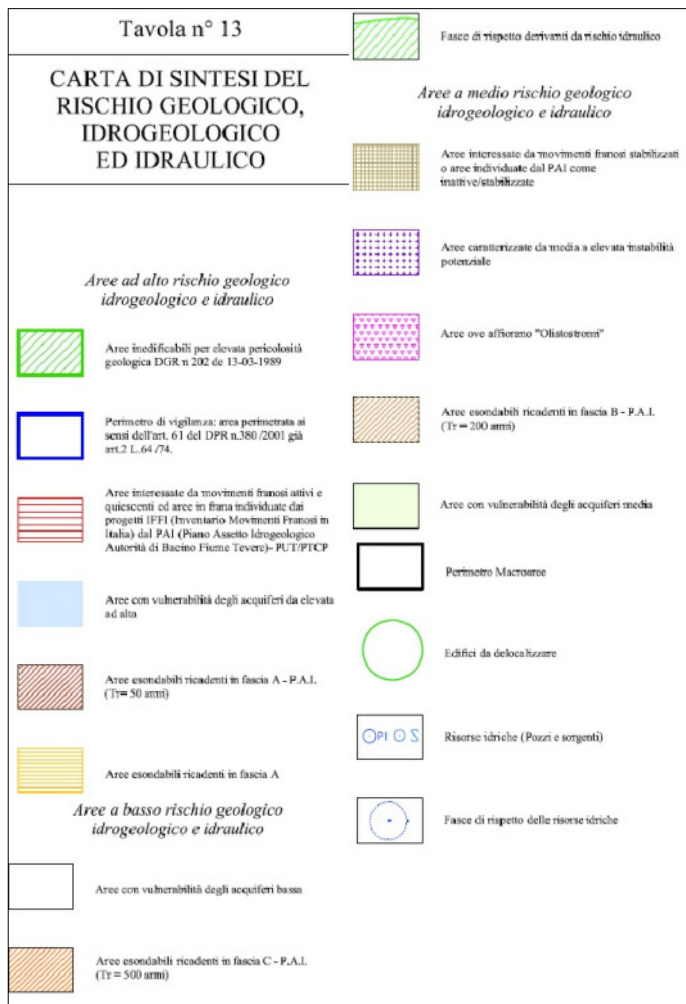 Tavola n° 13
CARTA DI SINTESI DEL
RISCHIO GEOLOGICO,
IDROGEOLOGICO
ED IDRAULICO
Aree ad alto rischio geologico
idrogeologico e idraulico
Aree inedificabili per elevata pericolosità
geologica DGR n 202 de 13-03-1989
Perimetro di vigilanza: area perimetrata ai
sensi dell'art. 61 del DPR n.380 /2001 già
art.2 L.64 /74.
Aree interessate da movimenti franosi attivi e
quiescenti ed aree in frana individuate dai
progetti IFFI (Inventario Movimenti Franosi in
Italia) dal PAI (Piano Assetto Idrogeologico
Autorità di Bacino Fiume Tevere)- PUT/PTCP
Aree con vulnerabilità degli acquiferi da elevata
ad alta
Aree esondabili ricadenti in fascia A - P.A.I.
(Tr= 50 anni)
Aree esondabili ricadenti in fascia A
Aree a basso rischio geologico
idrogeologico e idraulico
Aree con vulnerabilità degli acquiferi bassa
Aree esondabili ricadenti in fascia C - P.A.I.
(Tr = 500 anni)
Fasce di rispetto derivanti da rischio idraulico
Aree a medio rischio geologico
idrogeologico e idraulico
Aree interessate da movimenti franosi stabilizzati
o aree individuate dal PAI come
inattive/stabilizzate
Aree caratterizzate da media a elevata instabilità
potenziale
Aree ove affiorano "Olistostromi"
Aree esondabili ricadenti in fascia B - P.A.I.
(Tr = 200 anni)
Aree con vulnerabilità degli acquiferi media
Perimetro Macroaree
Edifici da delocalizzare
PI S
Risorse idriche (Pozzi e sorgenti)
Fasce di rispetto delle risorse idriche